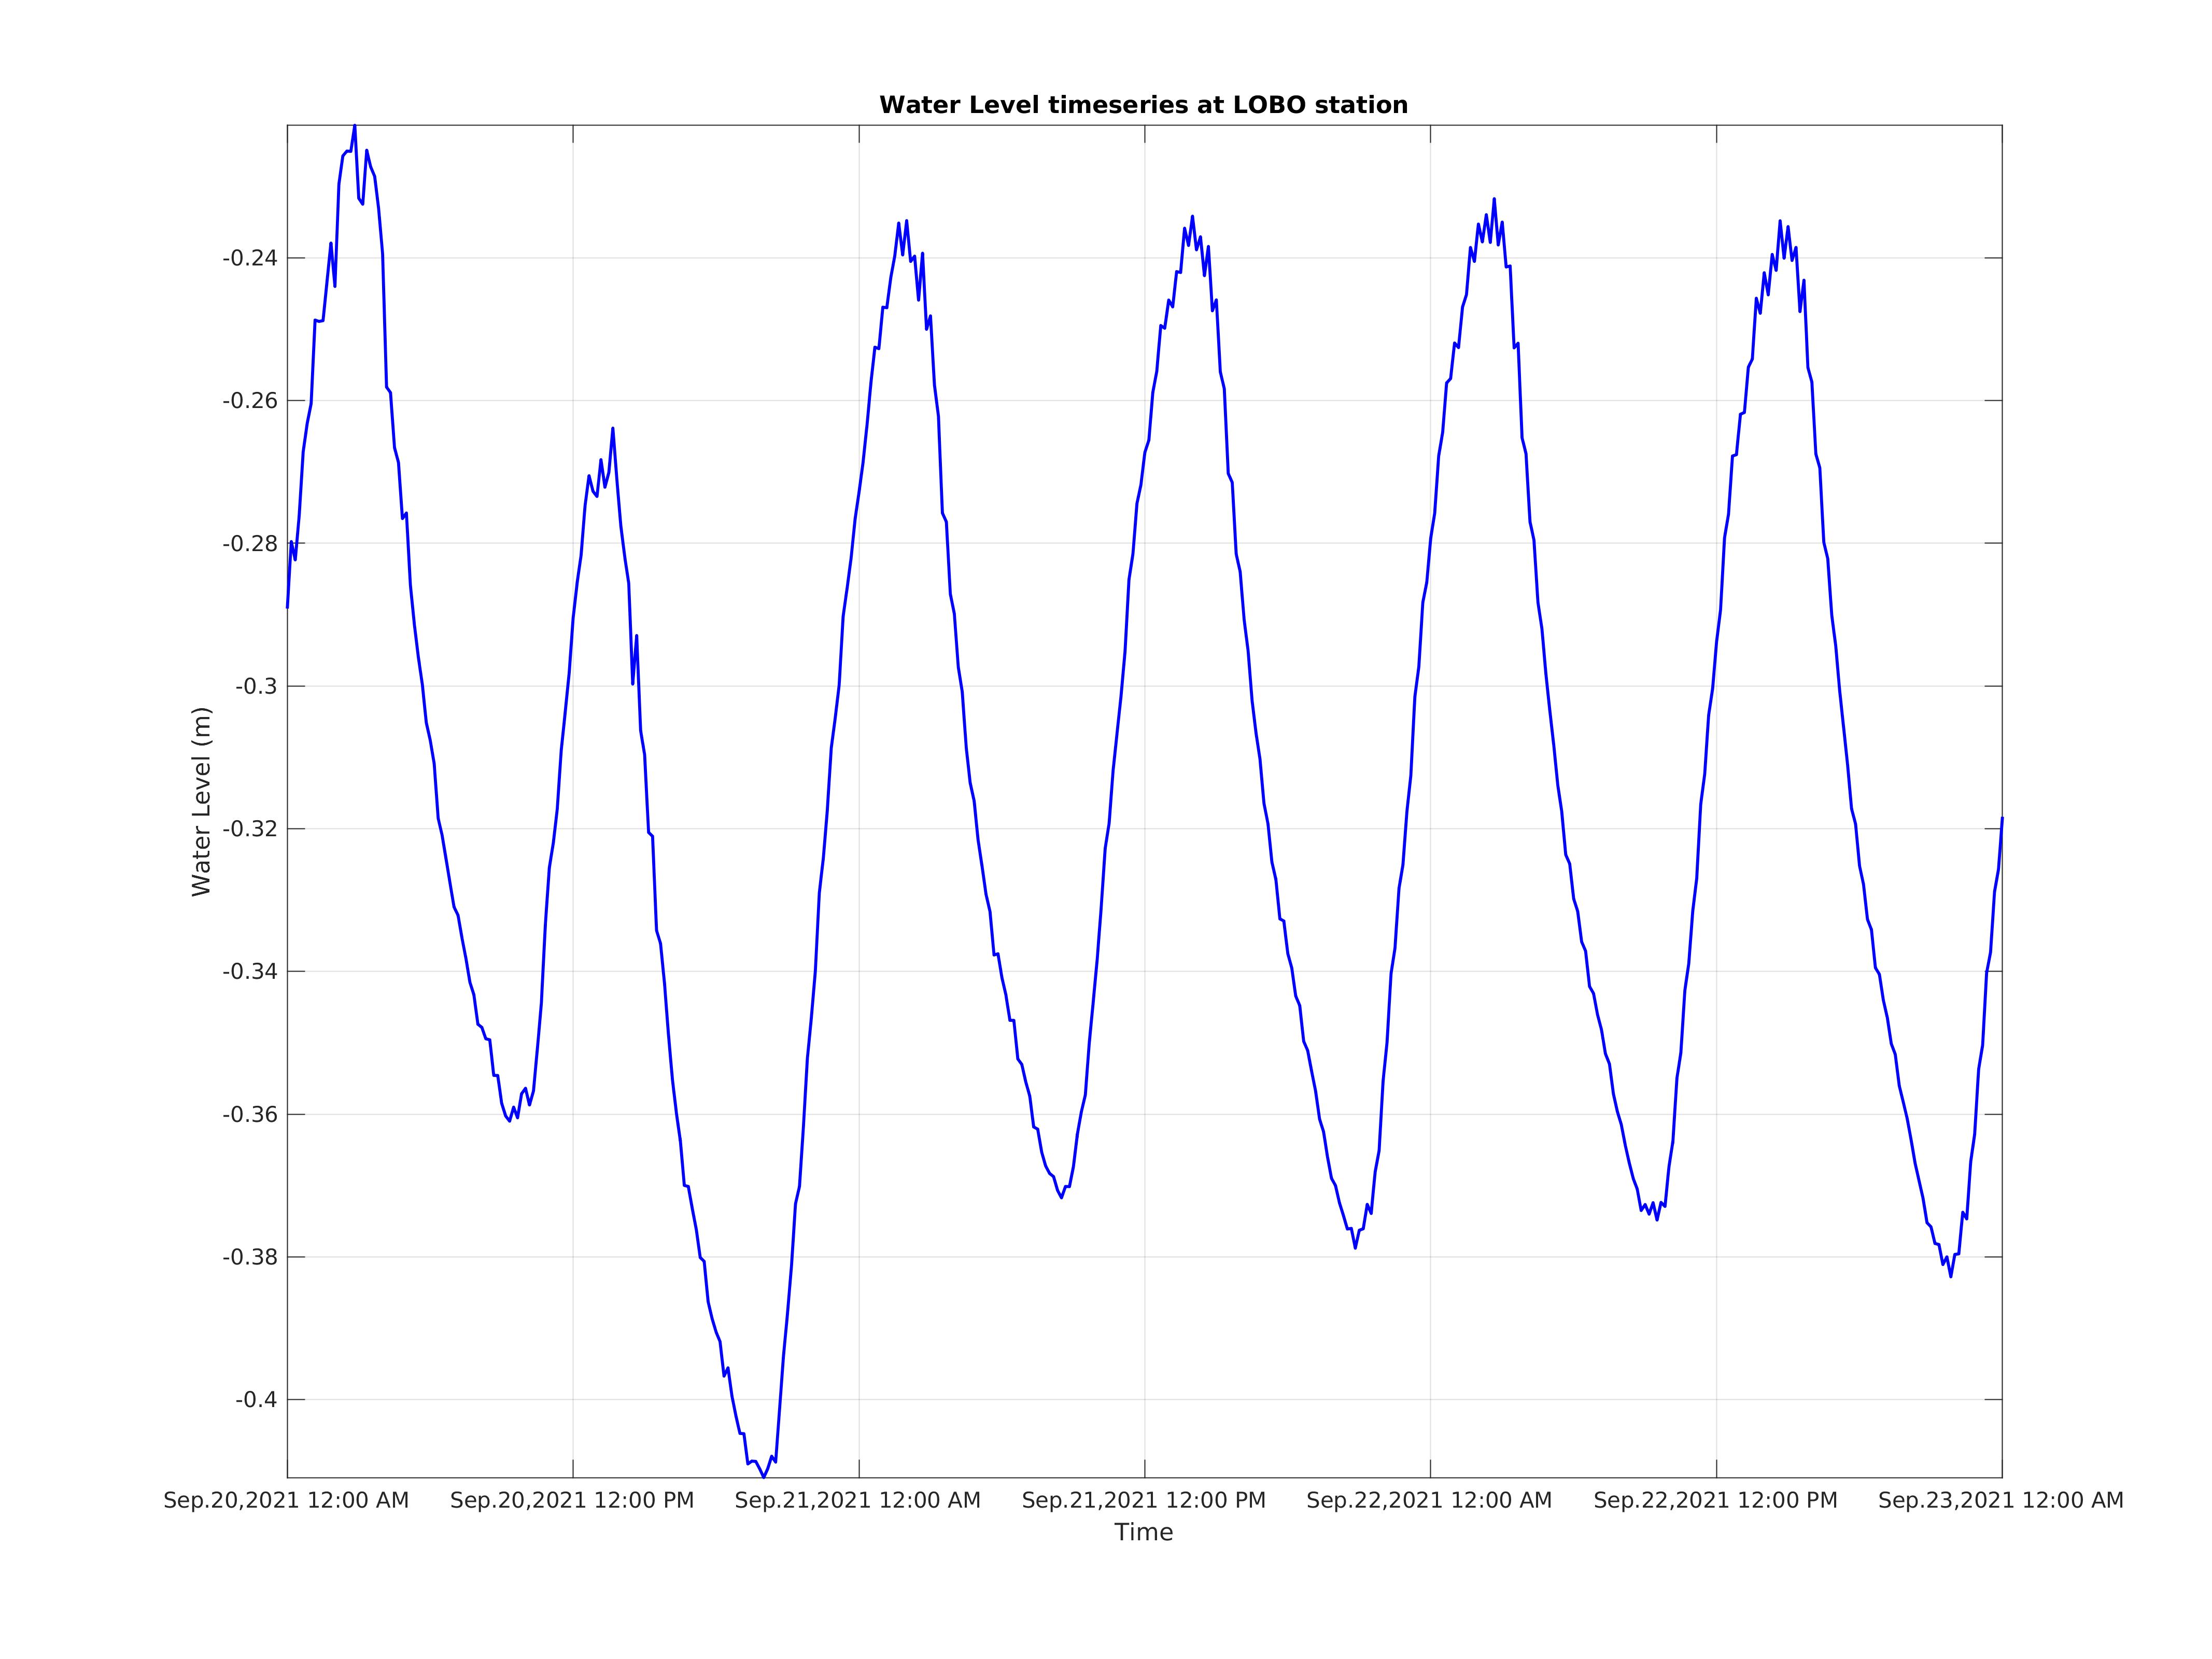 Water Level timeseries at LOBO station
-0.24
-0.26
-0.28
-0.3
-0.32
-0.34
-0.36
-0.38
-0.4
Water Level (m)
Sep.20,2021 12:00 AM Sep.20,2021 12:00 PM Sep.21,2021 12:00 AM Sep.21,2021 12:00 PM Sep.22,2021 12:00 AM Sep.22,2021 12:00 PM Sep.23,2021 12:00 AM
Time